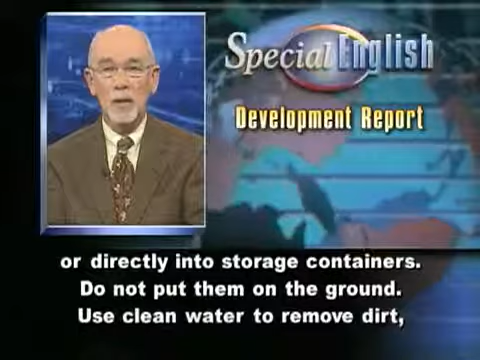 Special English
Development Report
or directly into storage containers.
Do not put them on the ground.
Use clean water to remove dirt,